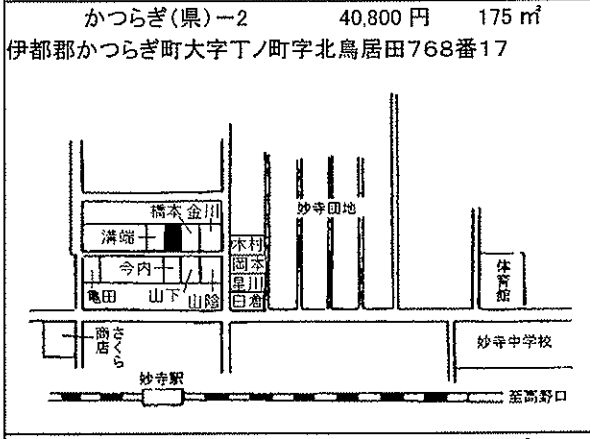 かつらぎ(県)－2 40,800 円 175 ㎡
伊都郡かつらぎ町大字丁ノ町字北鳥居田768番17
橋本 金川
溝端
妙寺団地
木村
岡本
星川
白倉
今内
亀田
山下
山陰
体育館
さくら商店
妙寺中学校
妙寺駅
至高野口